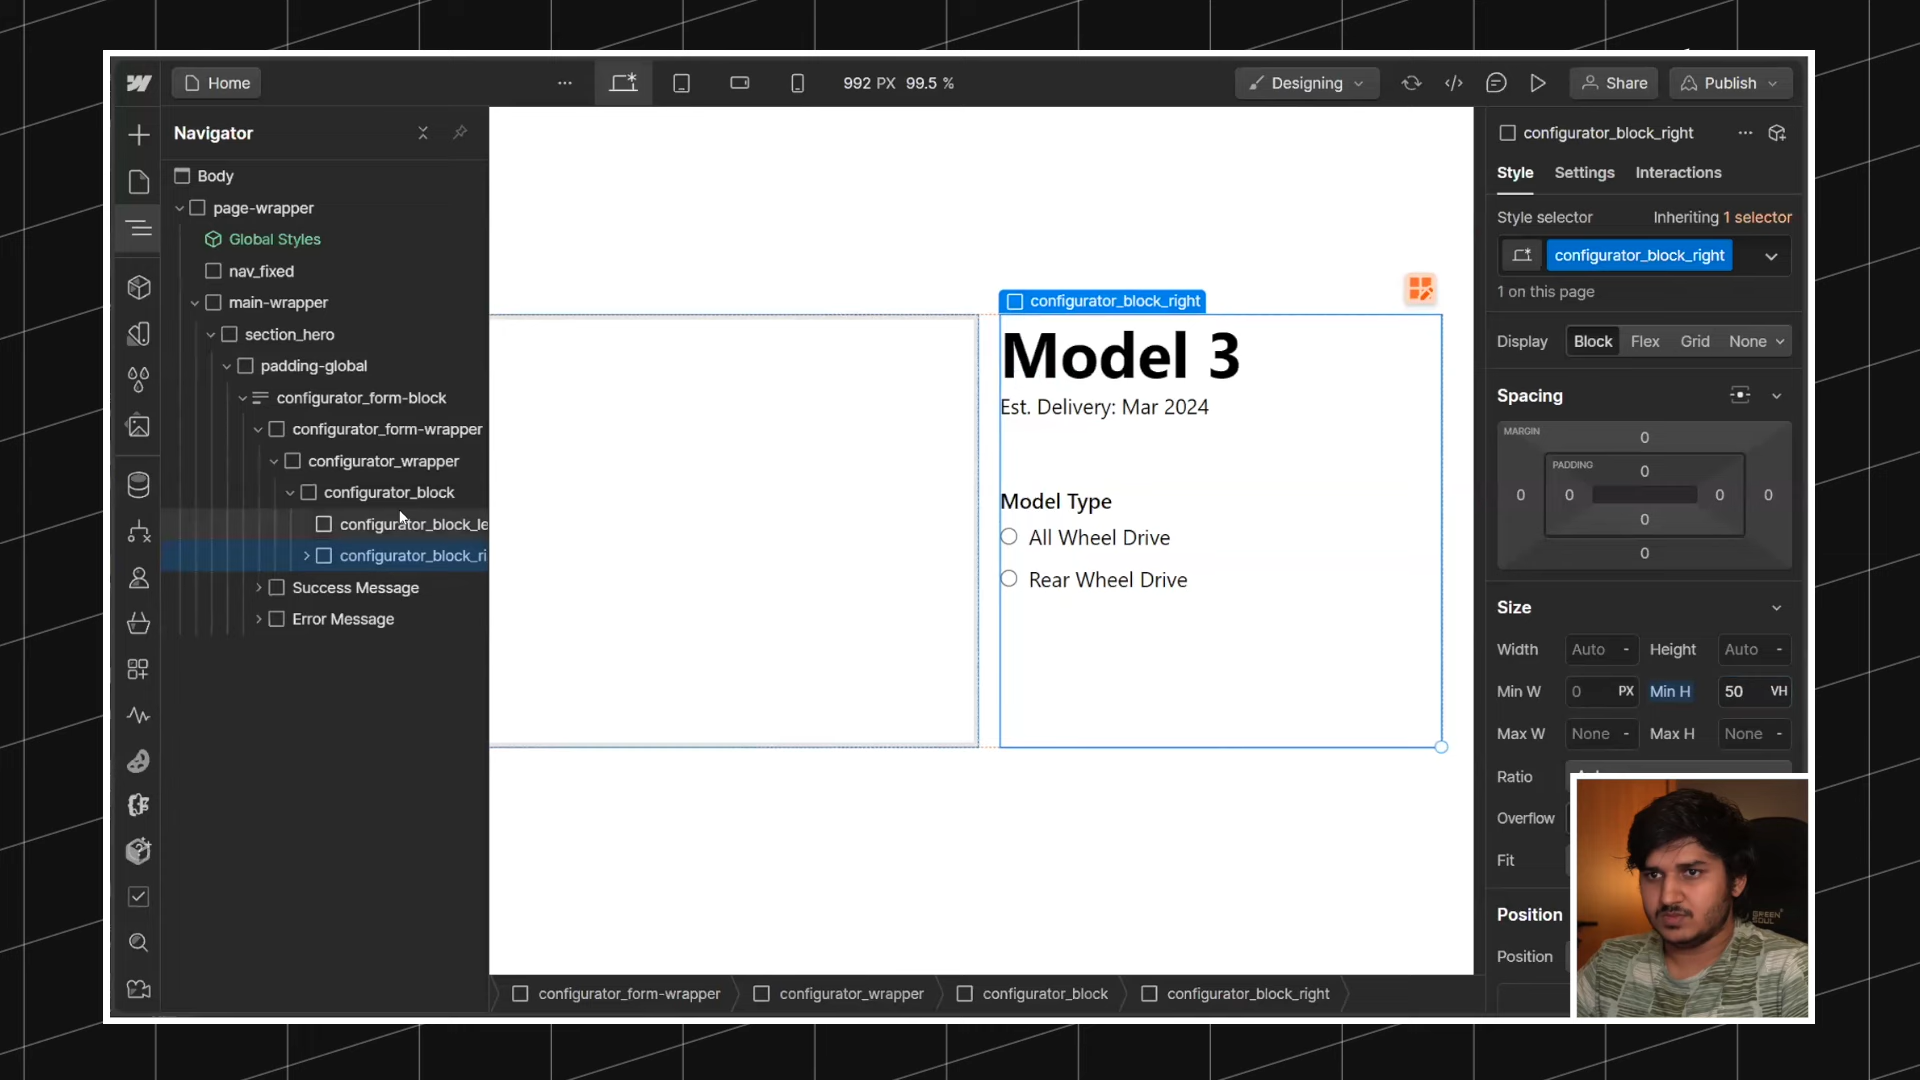 Home
992 PX 99.5 %
Designing
Share
Publish
Navigator
Body
page-wrapper
Global Styles
nav_fixed
main-wrapper
section_hero
padding-global
configurator_form-block
configurator_form-wrapper
configurator_wrapper
configurator_block
configurator_block_le
configurator_block_ri
Success Message
Error Message
configurator_block_right
Model 3
Est. Delivery: Mar 2024
Model Type
All Wheel Drive
Rear Wheel Drive
configurator_form-wrapper
configurator_wrapper
configurator_block
configurator_block_right
configurator_block_right
Style Settings Interactions
Style selector Inheriting 1 selector
configurator_block_right
1 on this page
Display Block Flex Grid None
Spacing
MARGIN
0
PADDING
0
0 0 0 0
0
0
Size
Width Auto - Height Auto -
Min W 0 PX Min H 50 VH
Max W None - Max H None -
Ratio
Overflow
Fit
Position
Position
GREEN
SOUL